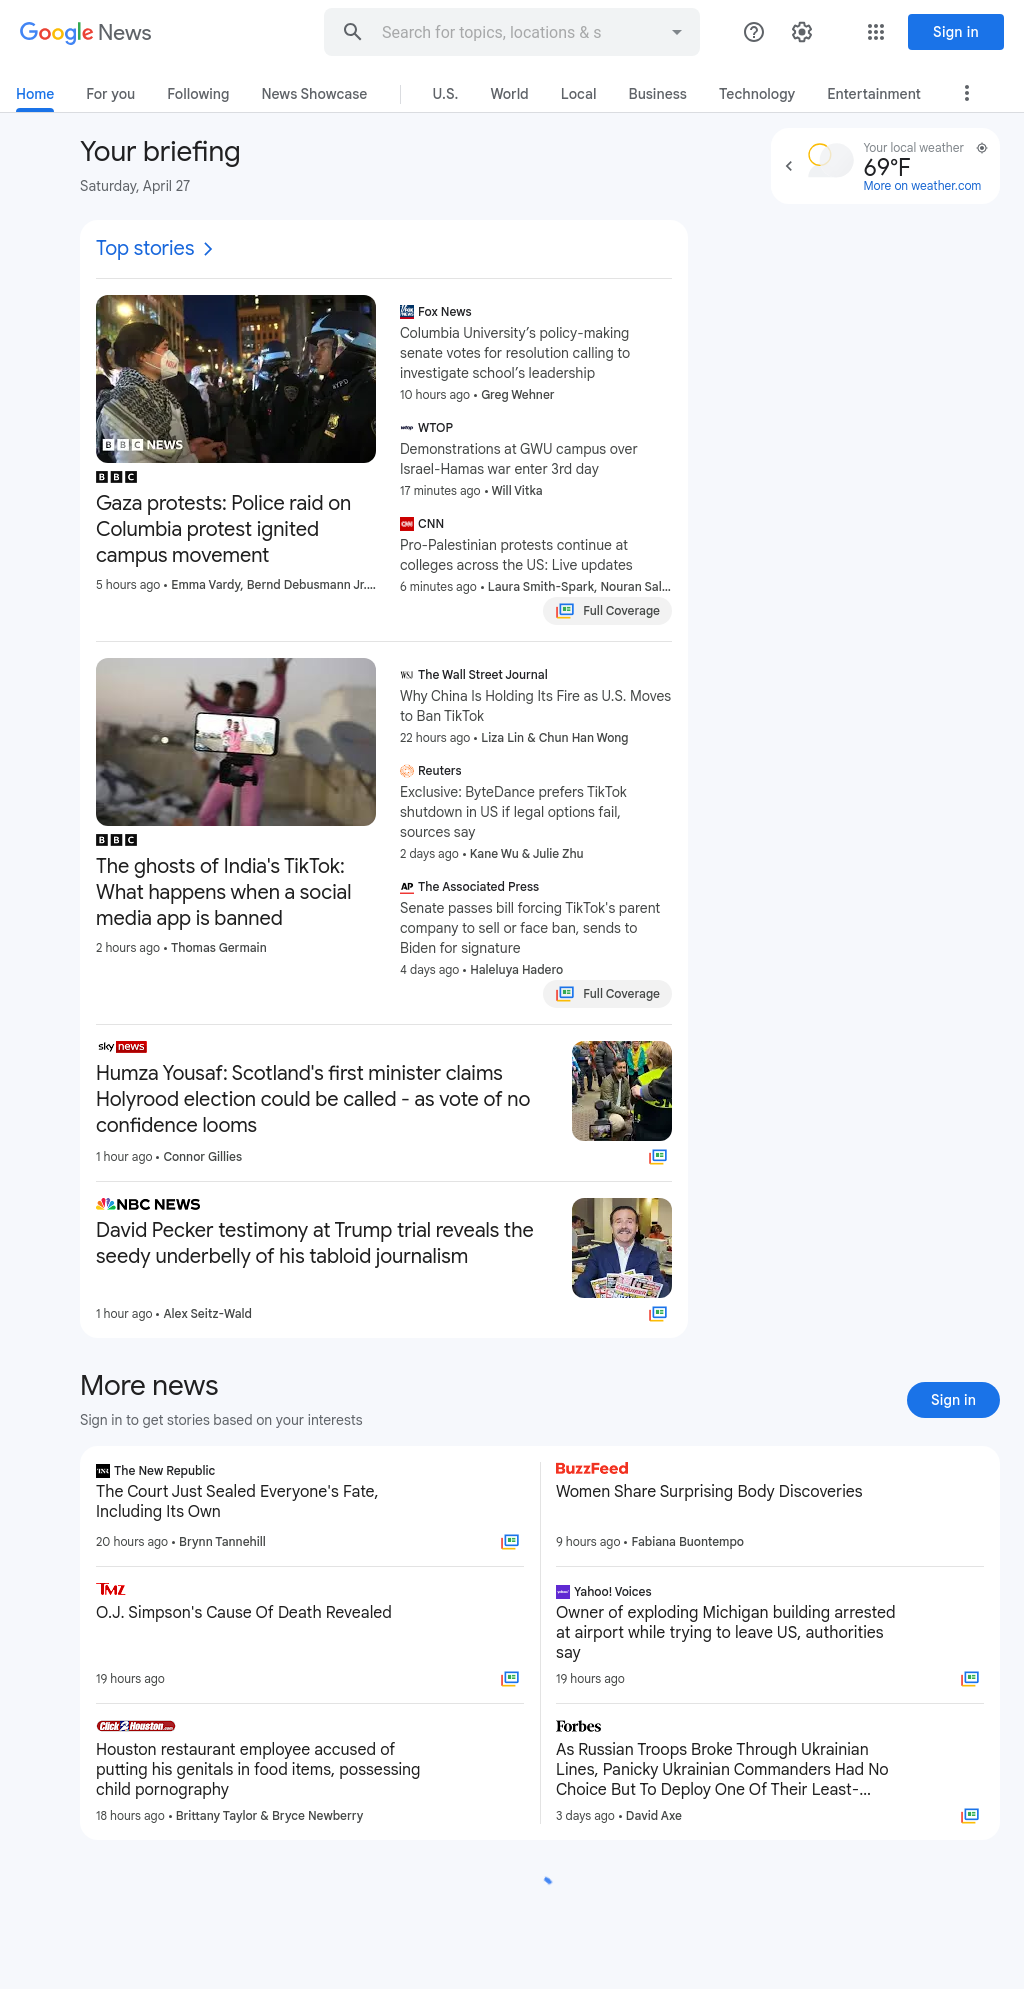 Google News
Search for topics, locations & s
Sign in
Home
For you
Following
News Showcase
U.S.
World
Local
Business
Technology
Entertainment
Your briefing
Saturday, April 27
Your local weather
69°F
More on weather.com
Top stories
BBC NEWS
BBC
Gaza protests: Police raid on
Columbia protest ignited
campus movement
5 hours ago • Emma Vardy, Bernd Debusmann Jr....
Fox News
Columbia University's policy-making
senate votes for resolution calling to
investigate school's leadership
10 hours ago • Greg Wehner
WTOP
Demonstrations at GWU campus over
Israel-Hamas war enter 3rd day
17 minutes ago • Will Vitka
CNN
Pro-Palestinian protests continue at
colleges across the US: Live updates
6 minutes ago • Laura Smith-Spark, Nouran Sal...
Full Coverage
BBC
The ghosts of India's TikTok:
What happens when a social
media app is banned
2 hours ago • Thomas Germain
WSJ The Wall Street Journal
Why China Is Holding Its Fire as U.S. Moves
to Ban TikTok
22 hours ago • Liza Lin & Chun Han Wong
Reuters
Exclusive: ByteDance prefers TikTok
shutdown in US if legal options fail,
sources say
2 days ago • Kane Wu & Julie Zhu
AP The Associated Press
Senate passes bill forcing TikTok's parent
company to sell or face ban, sends to
Biden for signature
4 days ago • Haleluya Hadero
Full Coverage
sky news
Humza Yousaf: Scotland's first minister claims
Holyrood election could be called - as vote of no
confidence looms
1 hour ago • Connor Gillies
NBC NEWS
David Pecker testimony at Trump trial reveals the
seedy underbelly of his tabloid journalism
1 hour ago • Alex Seitz-Wald
More news
Sign in to get stories based on your interests
Sign in
The New Republic
The Court Just Sealed Everyone's Fate,
Including Its Own
20 hours ago • Brynn Tannehill
BuzzFeed
Women Share Surprising Body Discoveries
9 hours ago • Fabiana Buontempo
TMZ
O.J. Simpson's Cause Of Death Revealed
19 hours ago
Yahoo! Voices
Owner of exploding Michigan building arrested
at airport while trying to leave US, authorities
say
19 hours ago
Click2Houston.com
Houston restaurant employee accused of
putting his genitals in food items, possessing
child pornography
18 hours ago • Brittany Taylor & Bryce Newberry
Forbes
As Russian Troops Broke Through Ukrainian
Lines, Panicky Ukrainian Commanders Had No
Choice But To Deploy One Of Their Least-...
3 days ago • David Axe